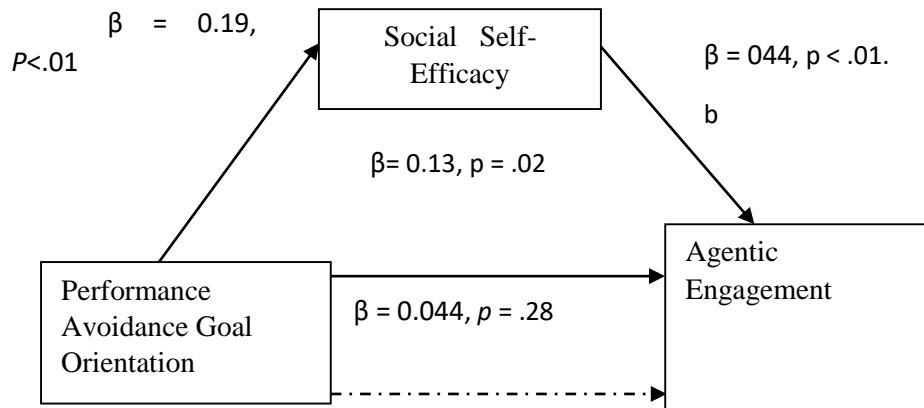 β = 0.19,
P<.01
Social Self-
Efficacy
β = 044, p < .01.
b
β= 0.13, p = .02
Performance
Avoidance Goal
Orientation
β = 0.044, p = .28
Agentic
Engagement